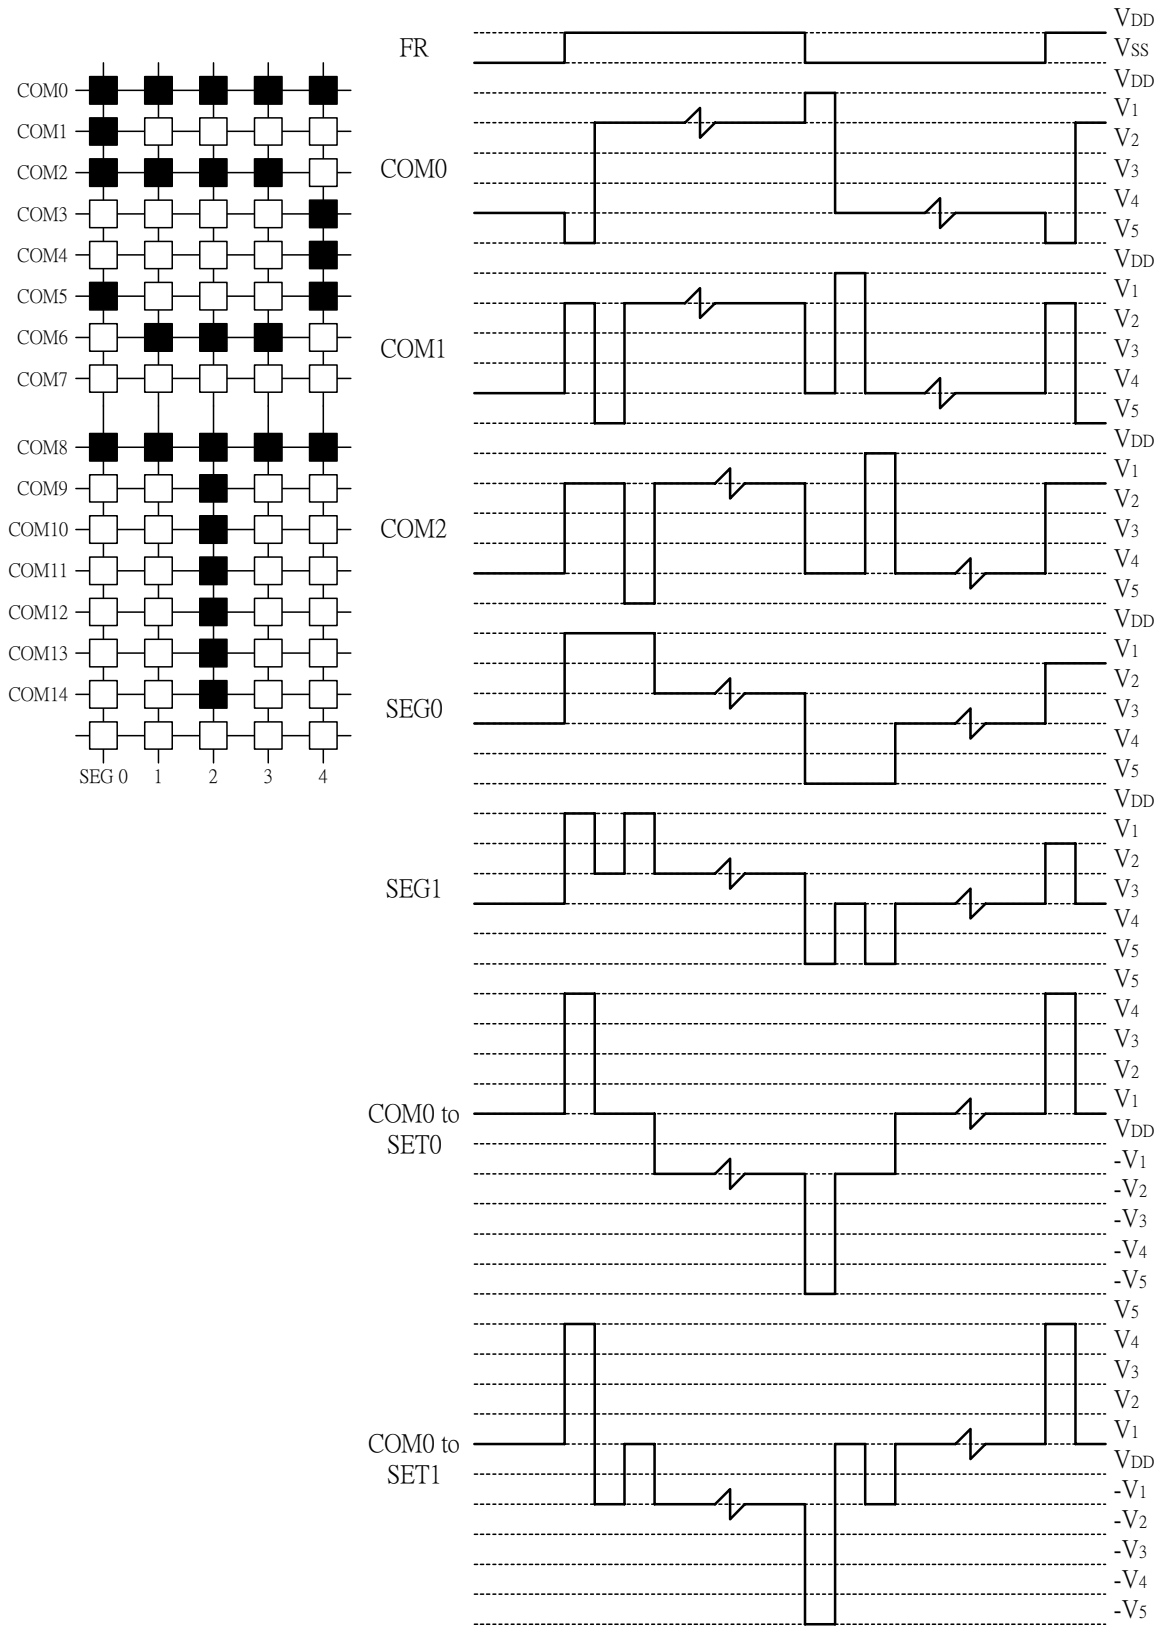 COM0
COM1
COM2
COM3
COM4
COM5
COM6
COM7
COM8
COM9
COM10
COM11
COM12
COM13
COM14
SEG 0 1 2 3 4
FR
VDD
VSS
COM0
VDD
V1
V2
V3
V4
V5
COM1
VDD
V1
V2
V3
V4
V5
COM2
VDD
V1
V2
V3
V4
V5
SEG0
VDD
V1
V2
V3
V4
V5
SEG1
VDD
V1
V2
V3
V4
V5
COM0 to
SET0
V5
V4
V3
V2
V1
VDD
-V1
-V2
-V3
-V4
-V5
COM0 to
SET1
V5
V4
V3
V2
V1
VDD
-V1
-V2
-V3
-V4
-V5